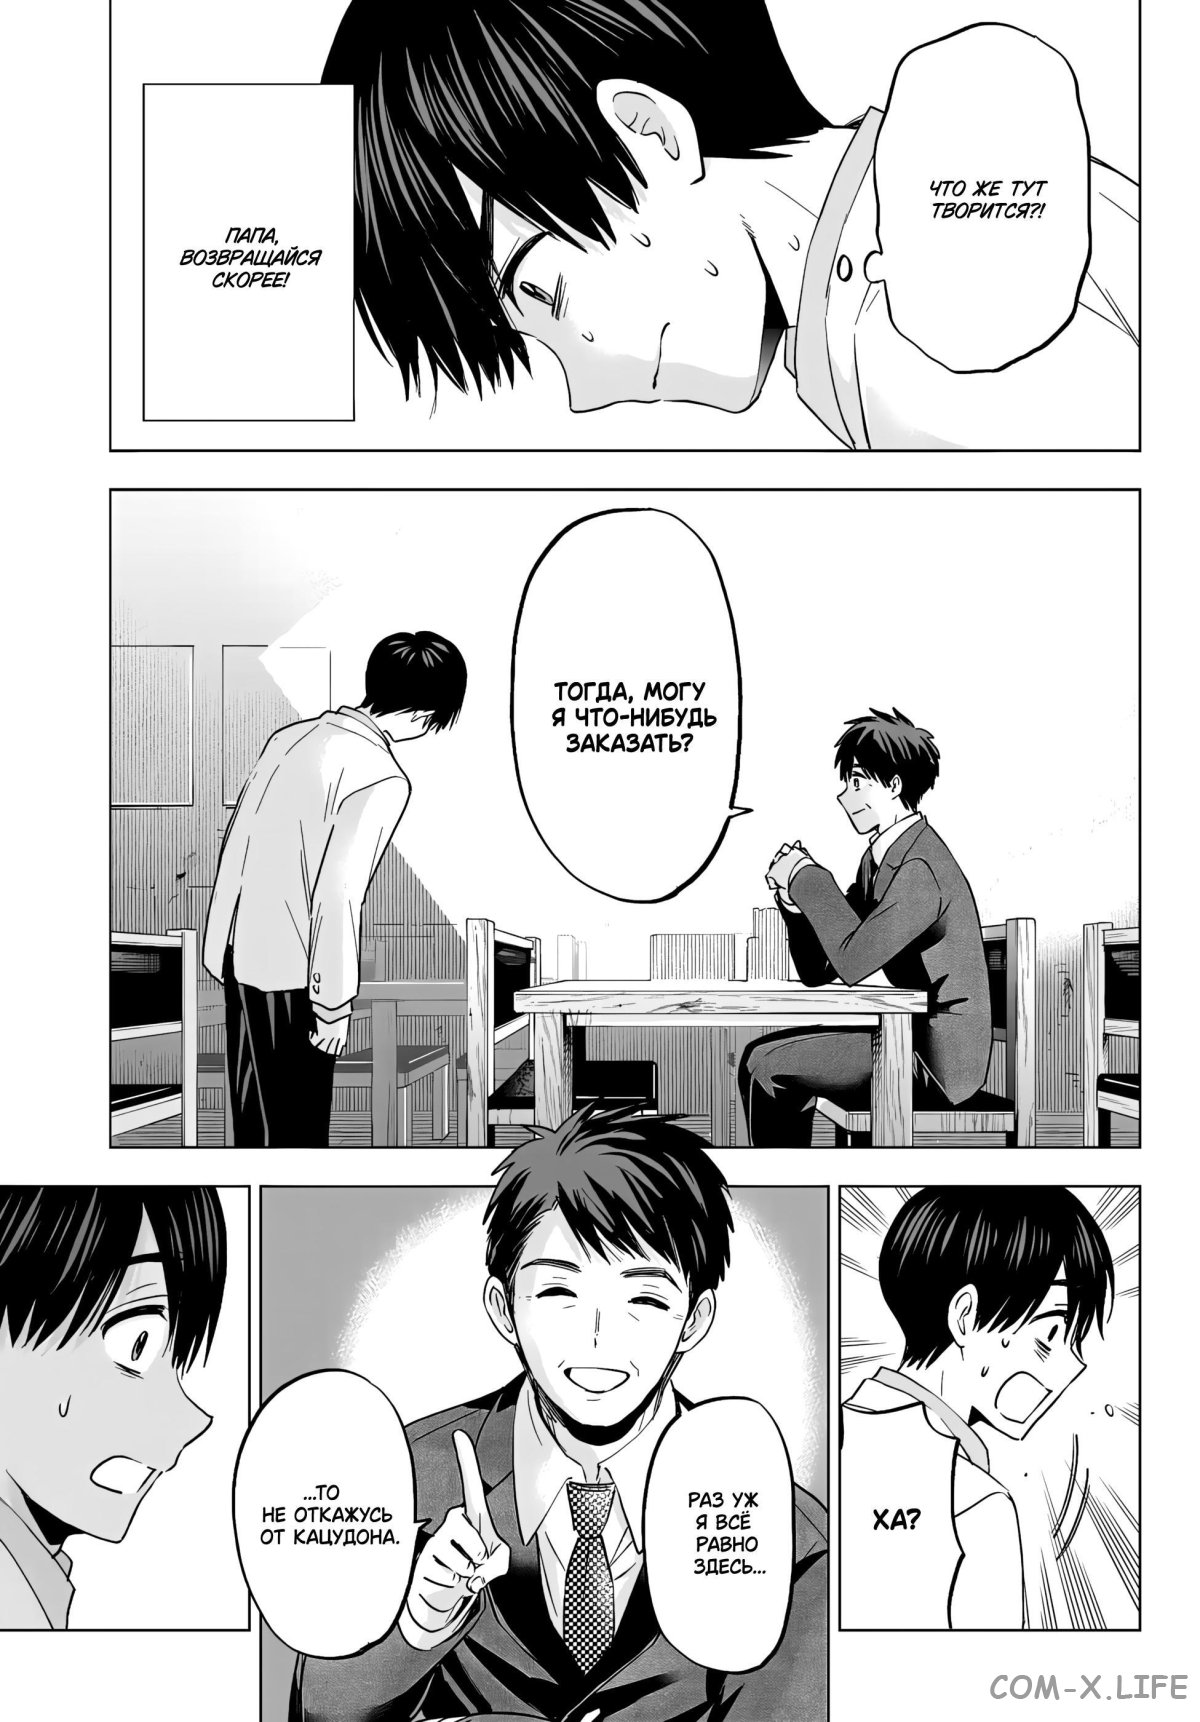 ЧТО ЖЕ ТУТ
ТВОРИТСЯ?!
ПАПА,
ВОЗВРАЩАЙСЯ
СКОРЕЕ!
ТОГДА, МОГУ
Я ЧТО-НИБУДЬ
ЗАКАЗАТЬ?
ХА?
РАЗ УЖ
Я ВСЁ
РАВНО
ЗДЕСЬ...
...ТО
НЕ ОТКАЖУСЬ
ОТ КАЦУДОНА.
COM-X.LIFE